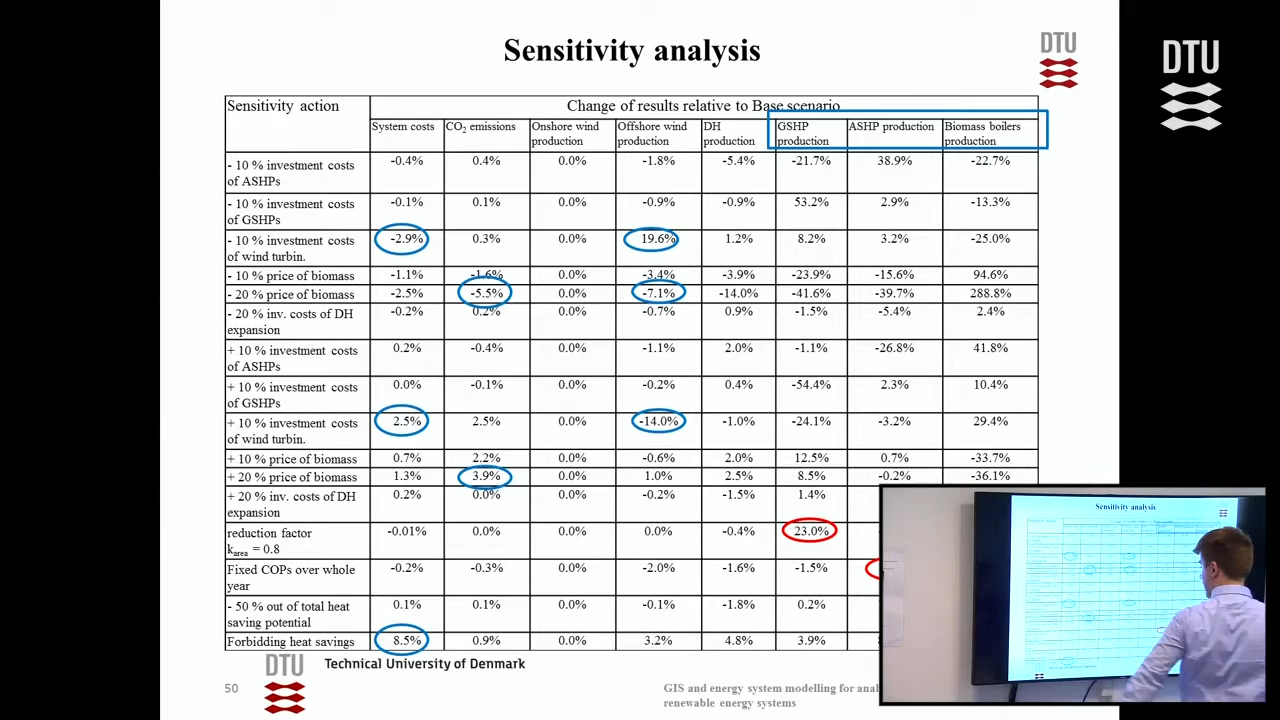 Sensitivity analysis
DTU
DTU
Sensitivity action
Change of results relative to Base scenario
System costs CO2 emissions Onshore wind production Offshore wind production DH production GSHP production ASHP production Biomass boilers production
- 10 % investment costs of ASHPs -0.4% 0.4% 0.0% -1.8% -5.4% -21.7% 38.9% -22.7%
- 10 % investment costs of GSHPs -0.1% 0.1% 0.0% -0.9% -0.9% 53.2% 2.9% -13.3%
- 10 % investment costs of wind turbin. -2.9% 0.3% 0.0% 19.6% 1.2% 8.2% 3.2% -25.0%
- 10 % price of biomass -1.1% -1.6% 0.0% -3.4% -3.9% -23.9% -15.6% 94.6%
- 20 % price of biomass -2.5% -5.5% 0.0% -7.1% -14.0% -41.6% -39.7% 288.8%
- 20 % inv. costs of DH expansion -0.2% 0.2% 0.0% -0.7% 0.9% -1.5% -5.4% 2.4%
+ 10 % investment costs of ASHPs 0.2% -0.4% 0.0% -1.1% 2.0% -1.1% -26.8% 41.8%
+ 10 % investment costs of GSHPs 0.0% -0.1% 0.0% -0.2% 0.4% -54.4% 2.3% 10.4%
+ 10 % investment costs of wind turbin. 2.5% 2.5% 0.0% -14.0% -1.0% -24.1% -3.2% 29.4%
+ 10 % price of biomass 0.7% 2.2% 0.0% -0.6% 2.0% 12.5% 0.7% -33.7%
+ 20 % price of biomass 1.3% 3.9% 0.0% 1.0% 2.5% 8.5% -0.2% -36.1%
+ 20 % inv. costs of DH expansion 0.2% 0.0% 0.0% -0.2% -1.5% 1.4%
reduction factor karea = 0.8 -0.01% 0.0% 0.0% 0.0% -0.4% 23.0%
Fixed COPs over whole year -0.2% -0.3% 0.0% -2.0% -1.6% -1.5%
- 50 % out of total heat saving potential 0.1% 0.1% 0.0% -0.1% -1.8% 0.2%
Forbidding heat savings 8.5% 0.9% 0.0% 3.2% 4.8% 3.9%
DTU
Technical University of Denmark
50
GIS and energy system modelling for
renewable energy systems
Sensitivity analysis